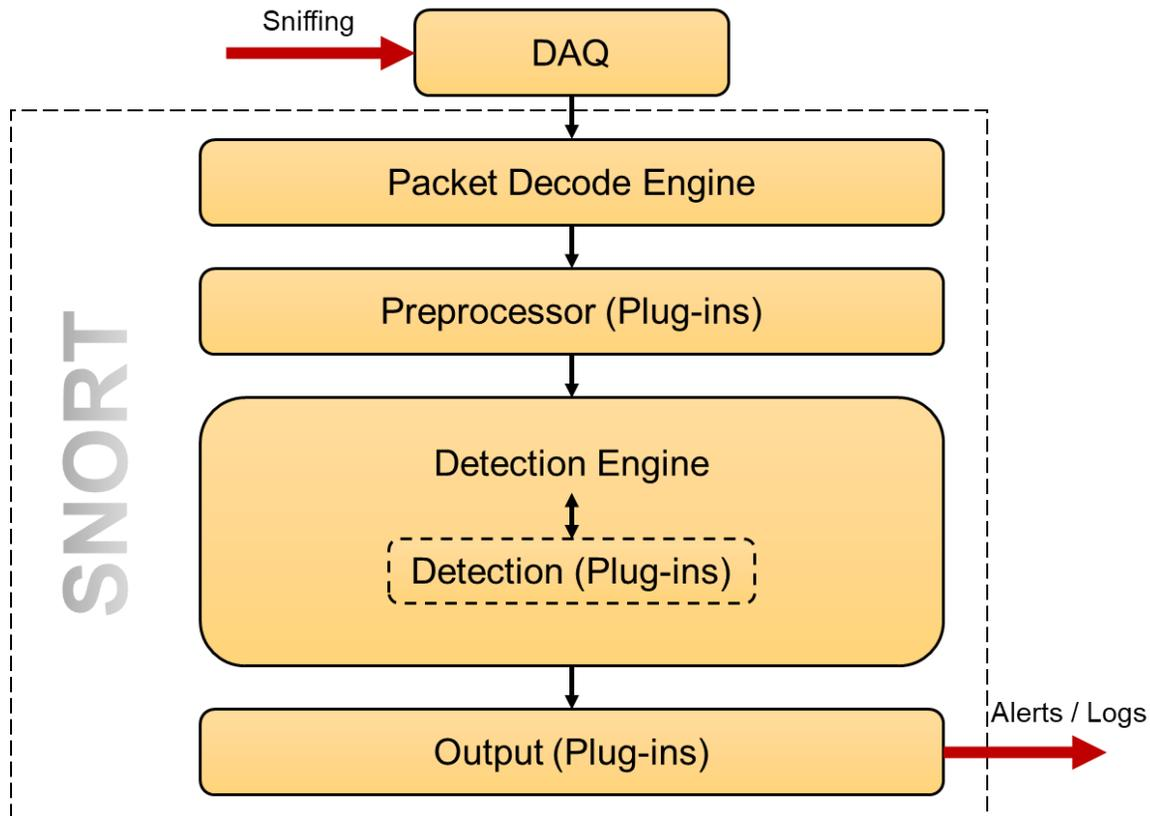 Sniffing
DAQ
Packet Decode Engine
Preprocessor (Plug-ins)
SNORT
Detection Engine
Detection (Plug-ins)
Output (Plug-ins)
Alerts / Logs